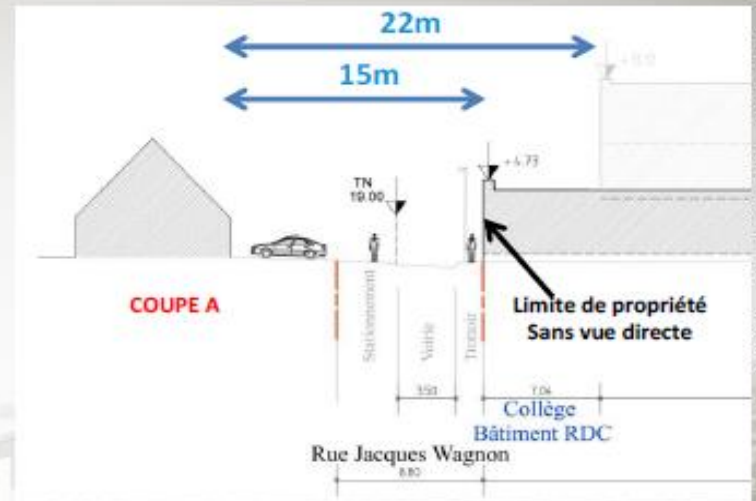 22m
15m
+4.73
TN
19.00
COUPE A
Limite de propriété
Sans vue directe
Stationnement
Voirie
Trottoir
3.50
7.04
Collège
Bâtiment RDC
Rue Jacques Wagnon
8.80